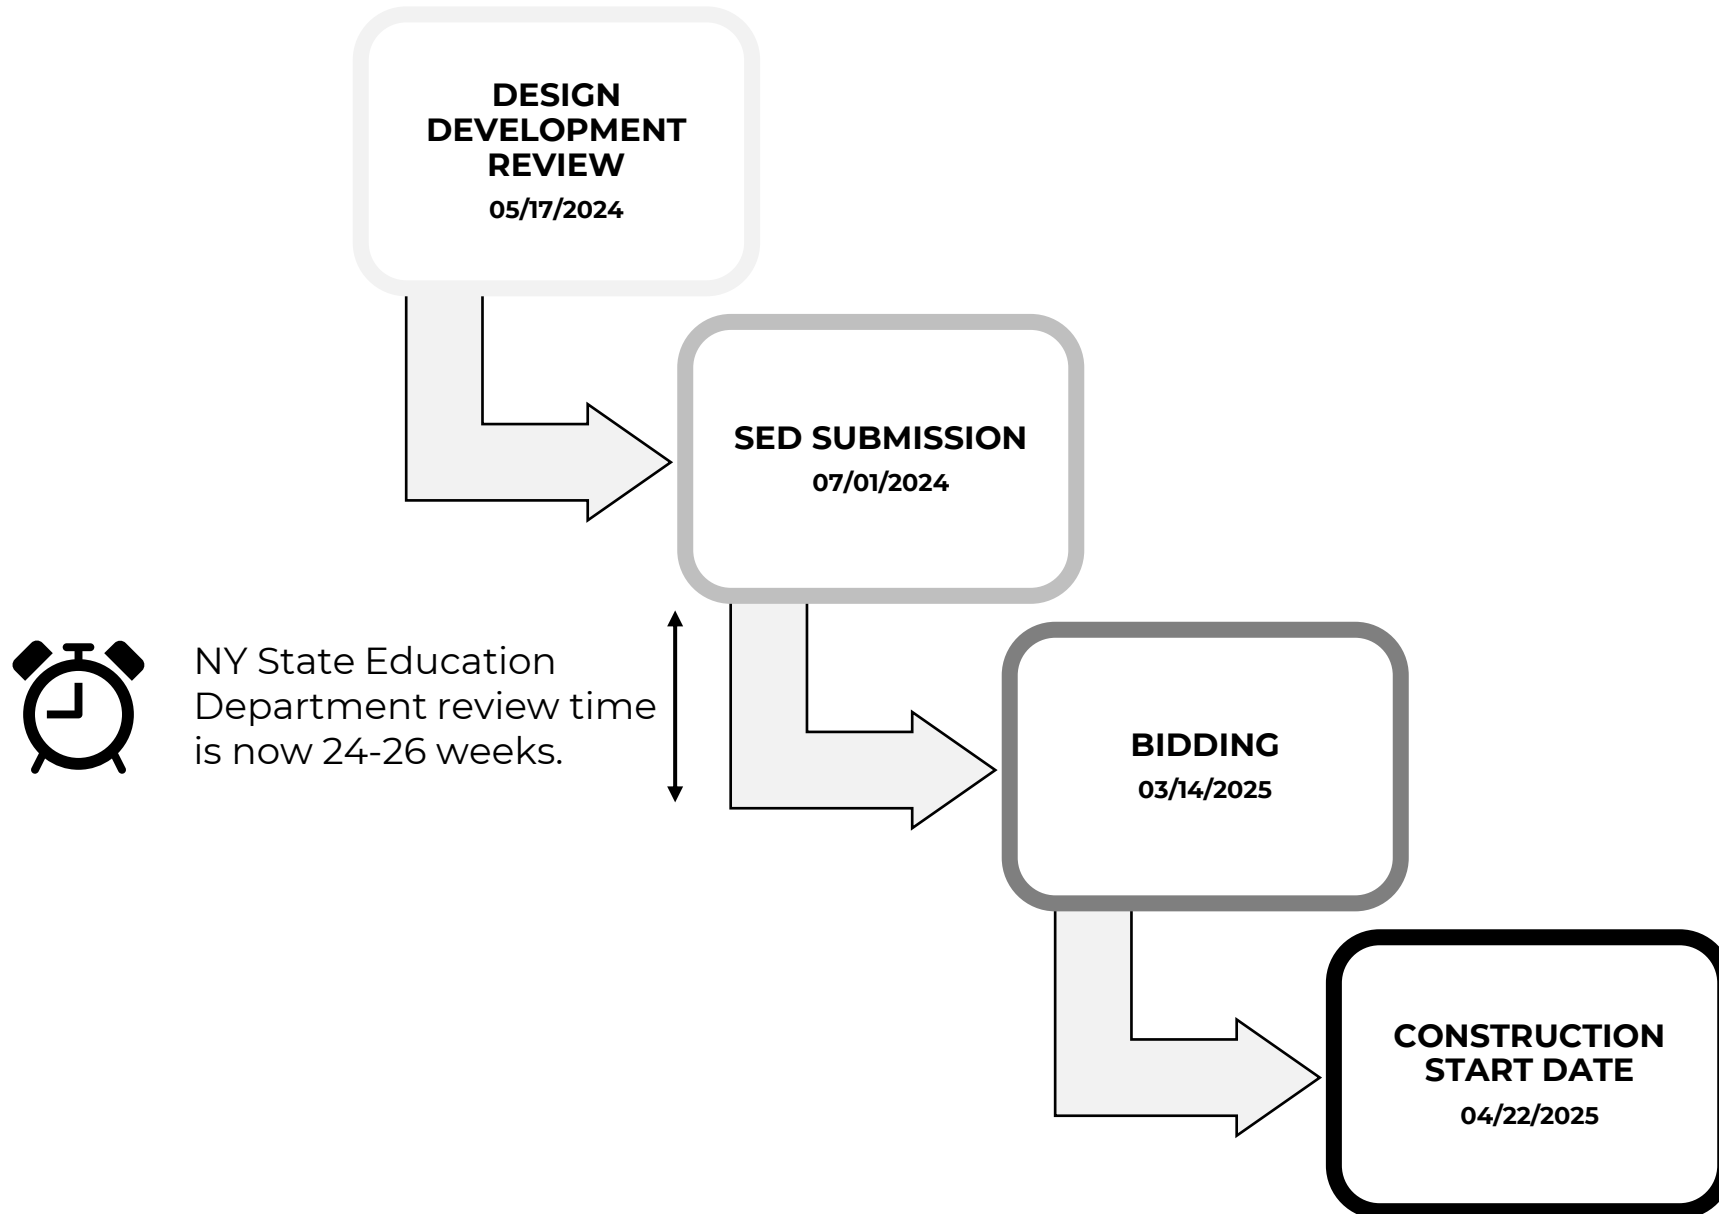 DESIGN
DEVELOPMENT
REVIEW
05/17/2024
SED SUBMISSION
07/01/2024
NY State Education
Department review time
is now 24-26 weeks.
BIDDING
03/14/2025
CONSTRUCTION
START DATE
04/22/2025